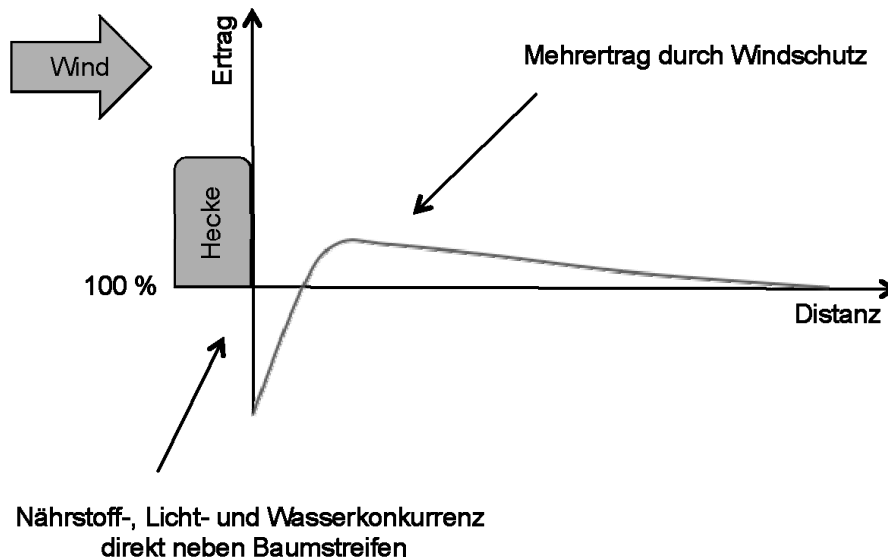 Wind
Ertrag
Mehrertrag durch Windschutz
Hecke
100 %
Distanz
Nährstoff-, Licht- und Wasserkonkurrenz
direkt neben Baumstreifen